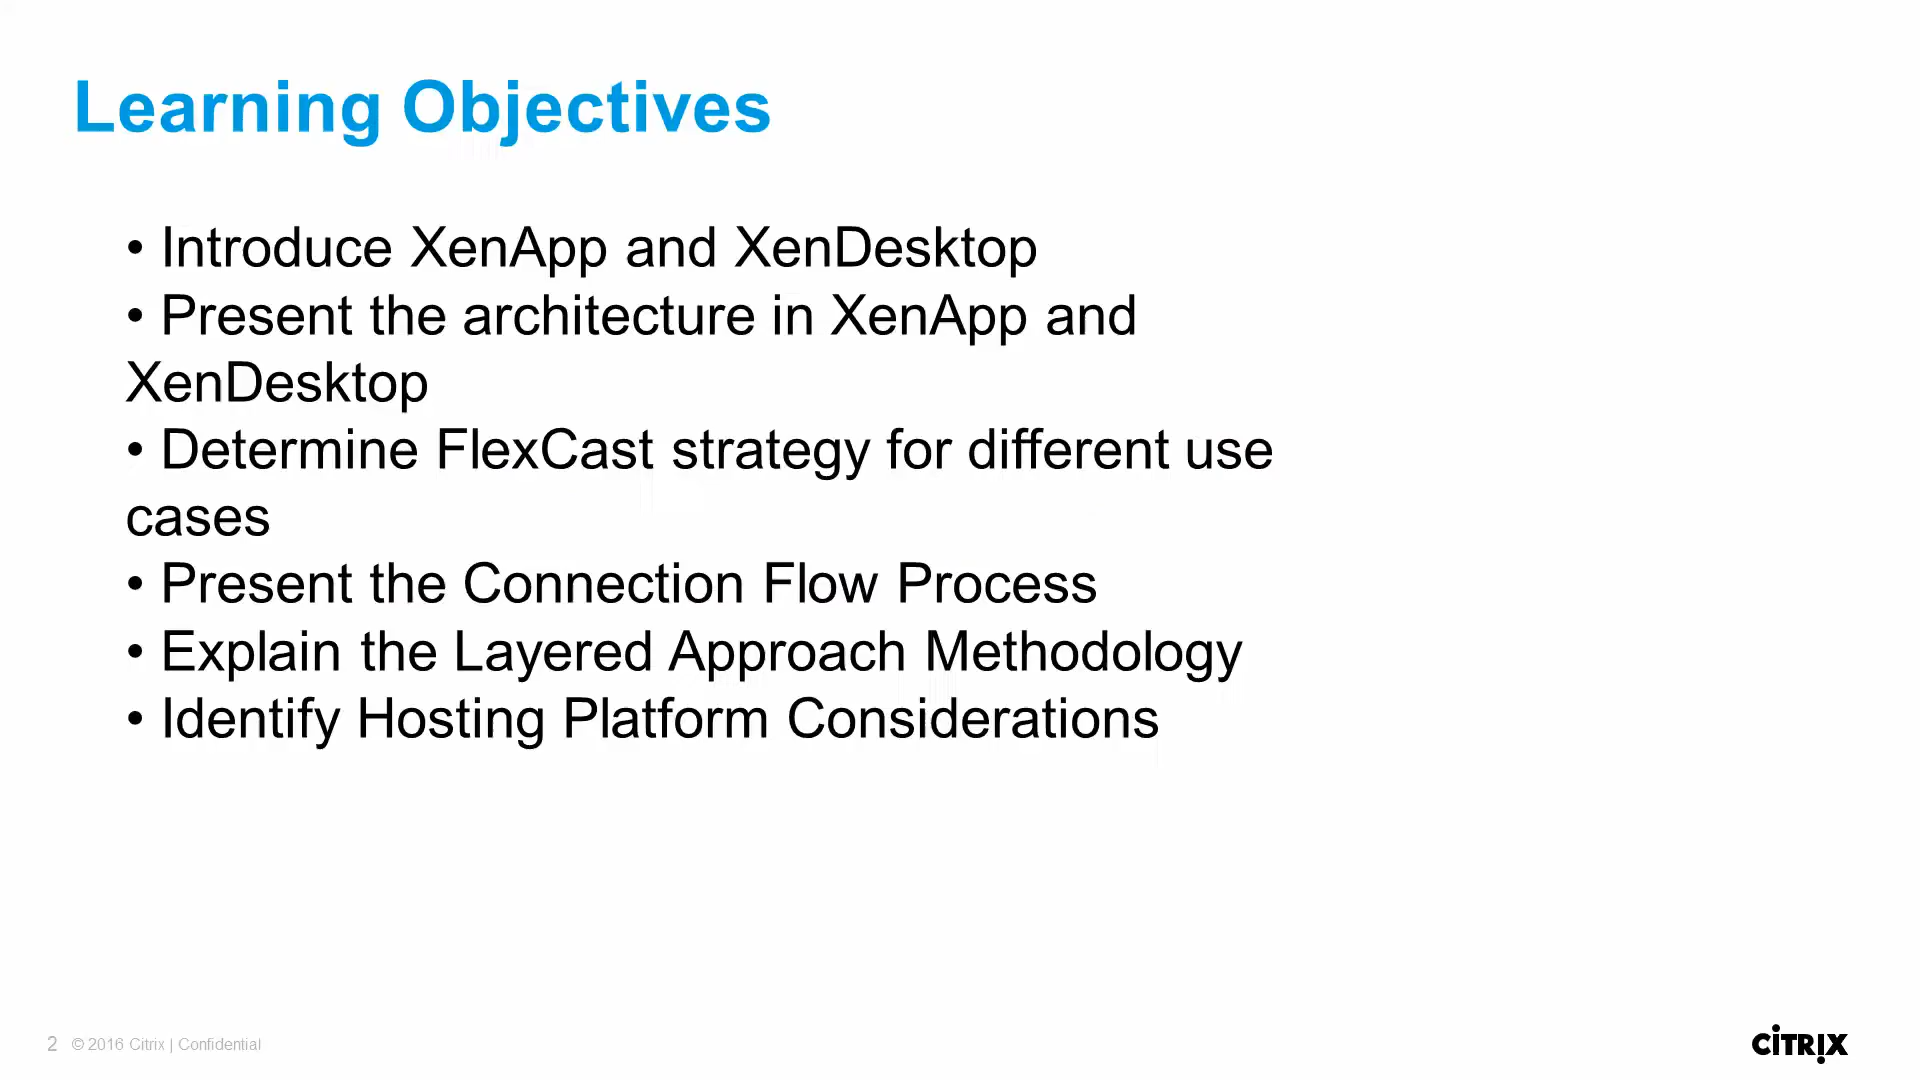 Learning Objectives
• Introduce XenApp and XenDesktop
• Present the architecture in XenApp and
XenDesktop
• Determine FlexCast strategy for different use
cases
• Present the Connection Flow Process
• Explain the Layered Approach Methodology
• Identify Hosting Platform Considerations
2 © 2016 Citrix | Confidential
CİTRIX